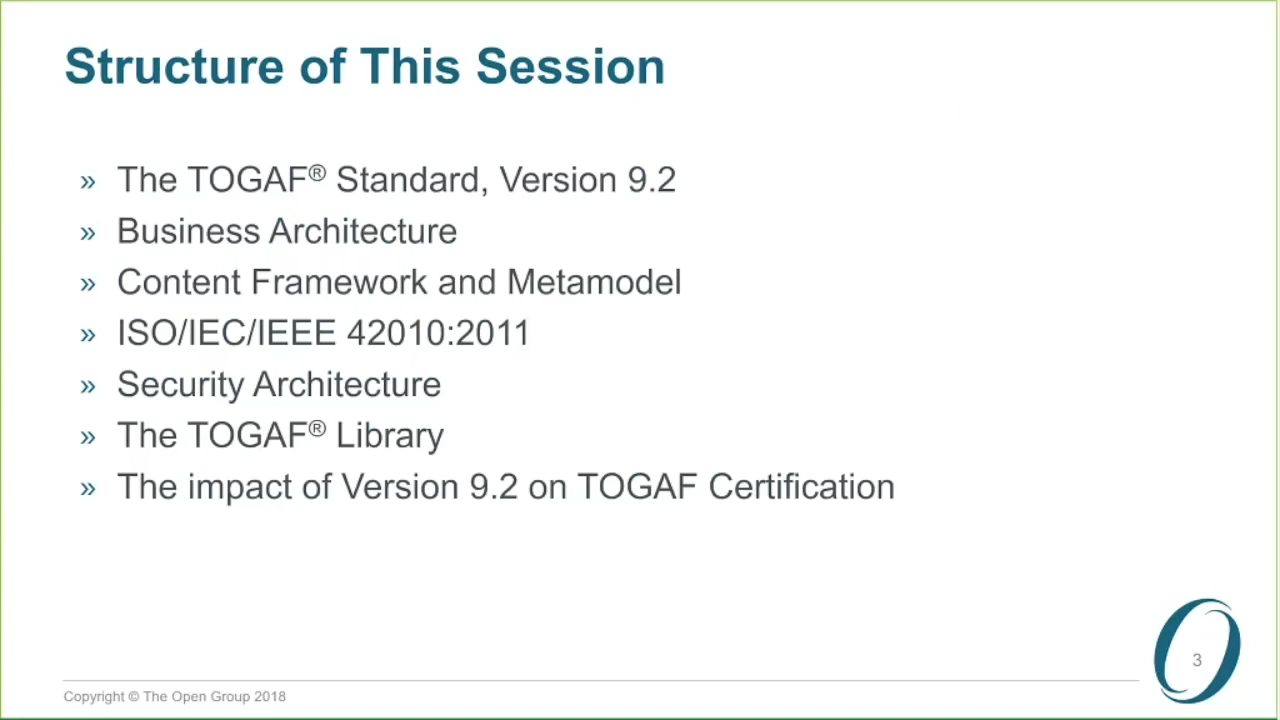 Structure of This Session
» The TOGAF® Standard, Version 9.2
» Business Architecture
» Content Framework and Metamodel
» ISO/IEC/IEEE 42010:2011
» Security Architecture
» The TOGAF® Library
» The impact of Version 9.2 on TOGAF Certification
3
Copyright © The Open Group 2018